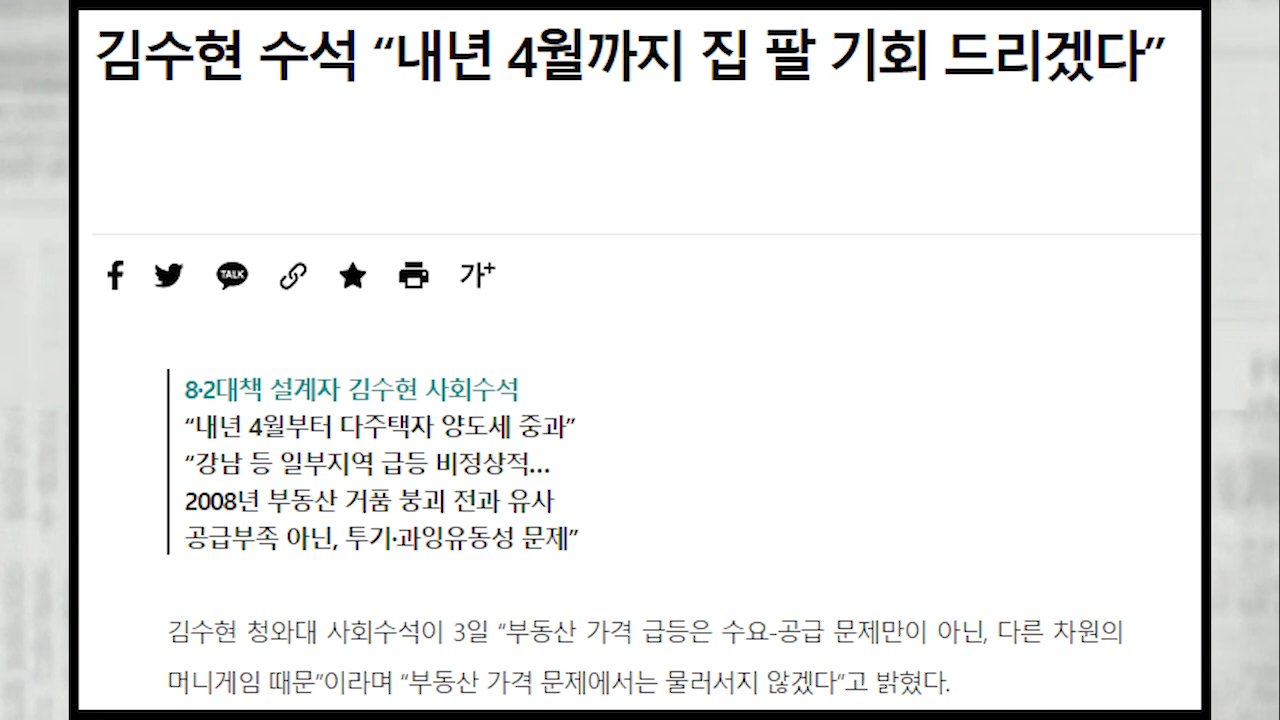 김수현 수석 “내년 4월까지 집 팔 기회 드리겠다”
TALK
가+
8·2대책 설계자 김수현 사회수석
“내년 4월부터 다주택자 양도세 중과”
“강남 등 일부지역 급등 비정상적...
2008년 부동산 거품 붕괴 전과 유사
공급부족 아닌, 투기·과잉유동성 문제”
김수현 청와대 사회수석이 3일 “부동산 가격 급등은 수요-공급 문제만이 아닌, 다른 차원의
머니게임 때문”이라며 “부동산 가격 문제에서는 물러서지 않겠다”고 밝혔다.